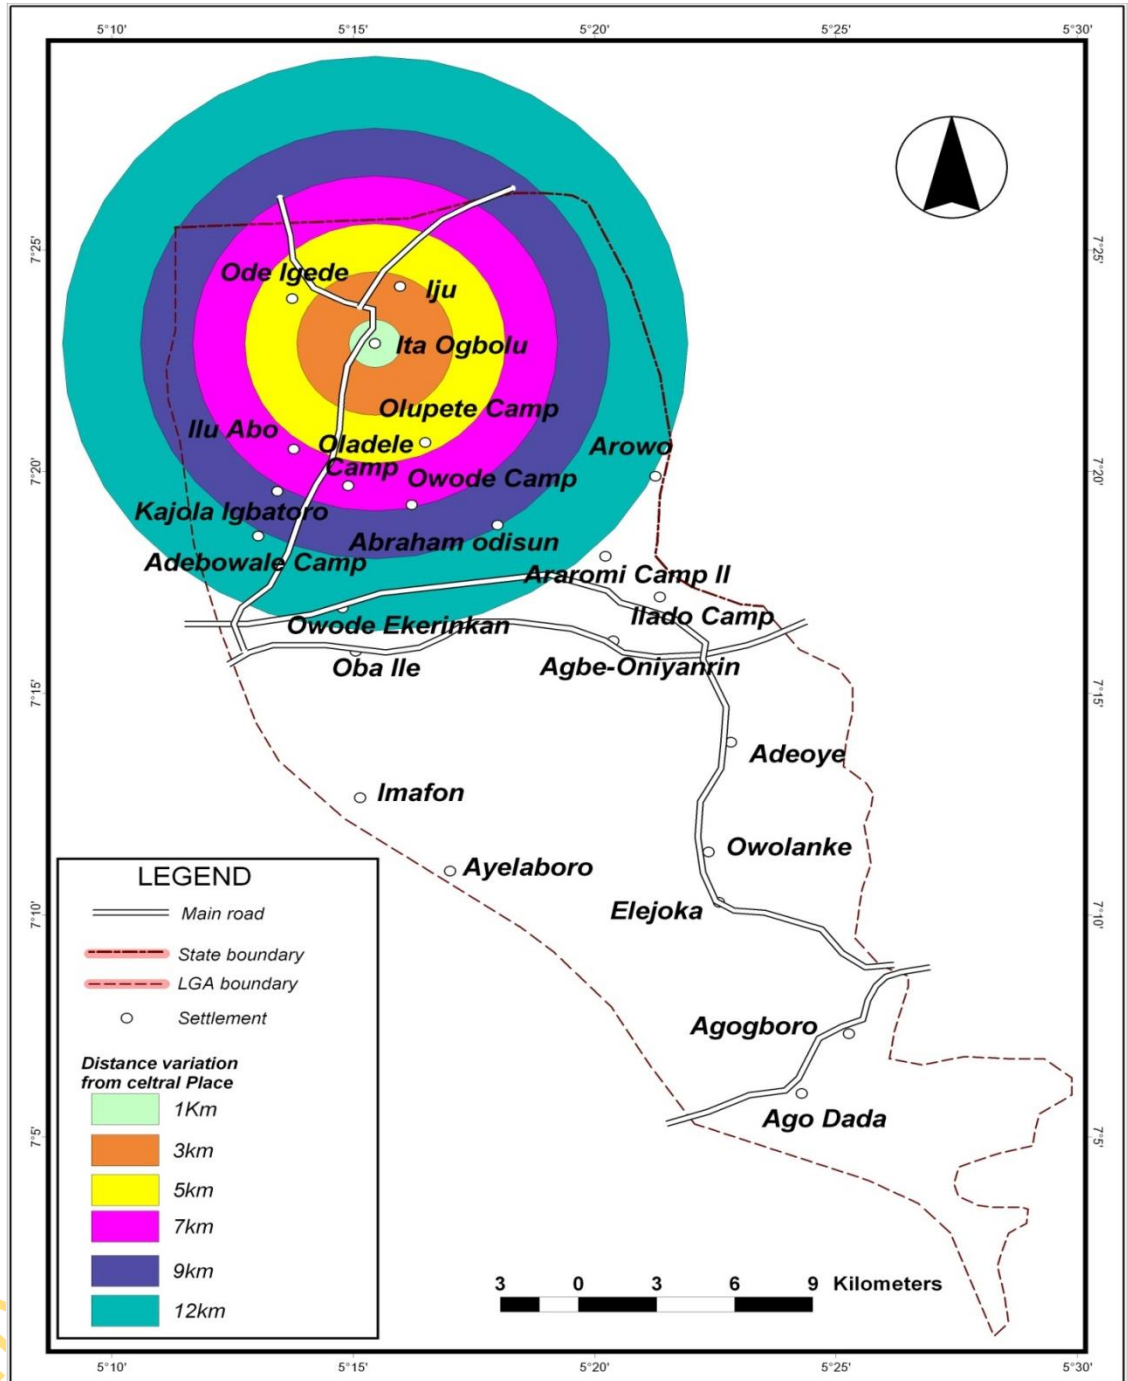 5°10' 5°15' 5°20' 5°25' 5°30'
7°25' 7°25'
Ode Igede
Iju
Ita Ogbolu
Olupete Camp
Ilu Abo
Oladele
Camp
Arowo
7°20' 7°20'
Owode Camp
Kajola Igbatoro
Abraham odisun
Adebowale Camp
Araromi Camp II
Ilado Camp
Owode Ekerinkan
Oba Ile
Agbe-Oniyanrin
7°15' 7°15'
Adeoye
Imafon
Owolanke
Ayelaboro
Elejoka
7°10' 7°10'
Agogboro
Ago Dada
7°5' 7°5'
LEGEND
Main road
State boundary
LGA boundary
Settlement
Distance variation
from celtral Place
1Km
3km
5km
7km
9km
12km
3 0 3 6 9 Kilometers
5°10' 5°15' 5°20' 5°25' 5°30'